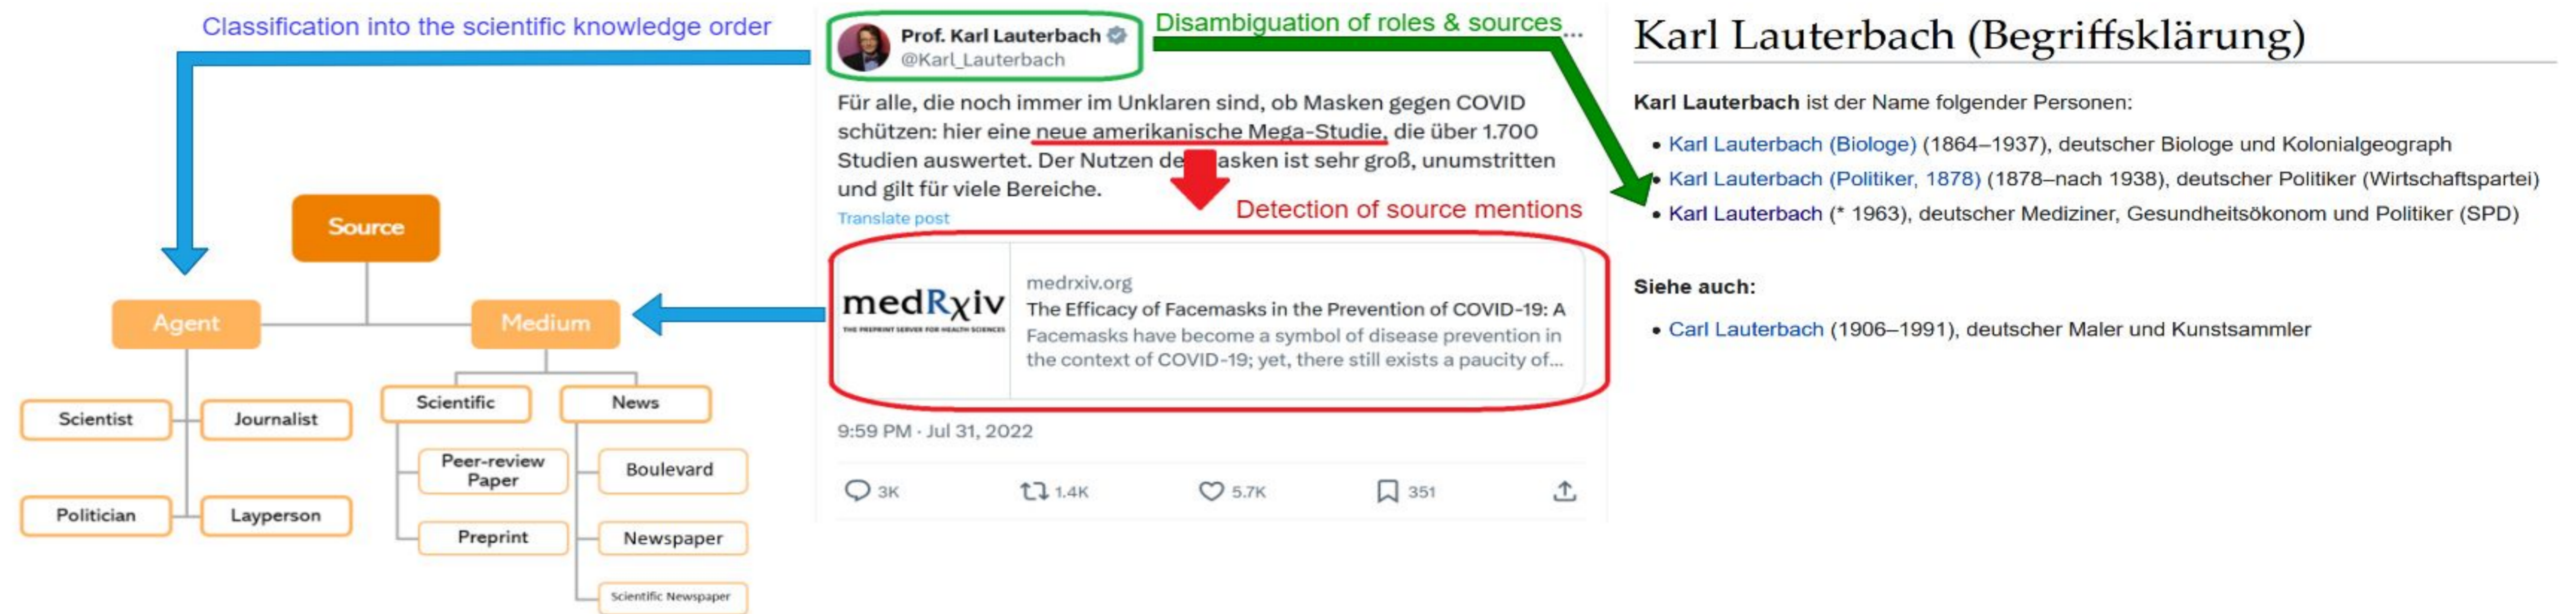 Classification into the scientific knowledge order
Source
Agent
Medium
Scientist
Journalist
Politician
Layperson
Scientific
News
Peer-review
Paper
Preprint
Boulevard
Newspaper
Scientific Newspaper
Prof. Karl Lauterbach
@Karl_Lauterbach
Disambiguation of roles & sources
...
Für alle, die noch immer im Unklaren sind, ob Masken gegen COVID
schützen: hier eine neue amerikanische Mega-Studie, die über 1.700
Studien auswertet. Der Nutzen de asken ist sehr groß, unumstritten
und gilt für viele Bereiche.
Translate post
Detection of source mentions
medRχiv
THE PREPRINT SERVER FOR HEALTH SCIENCES
medrxiv.org
The Efficacy of Facemasks in the Prevention of COVID-19: A
Facemasks have become a symbol of disease prevention in
the context of COVID-19; yet, there still exists a paucity of...
9:59 PM · Jul 31, 2022
3K
1.4K
5.7K
351
Karl Lauterbach (Begriffsklärung)
Karl Lauterbach ist der Name folgender Personen:
• Karl Lauterbach (Biologe) (1864–1937), deutscher Biologe und Kolonialgeograph
• Karl Lauterbach (Politiker, 1878) (1878–nach 1938), deutscher Politiker (Wirtschaftspartei)
• Karl Lauterbach (* 1963), deutscher Mediziner, Gesundheitsökonom und Politiker (SPD)
Siehe auch:
• Carl Lauterbach (1906–1991), deutscher Maler und Kunstsammler